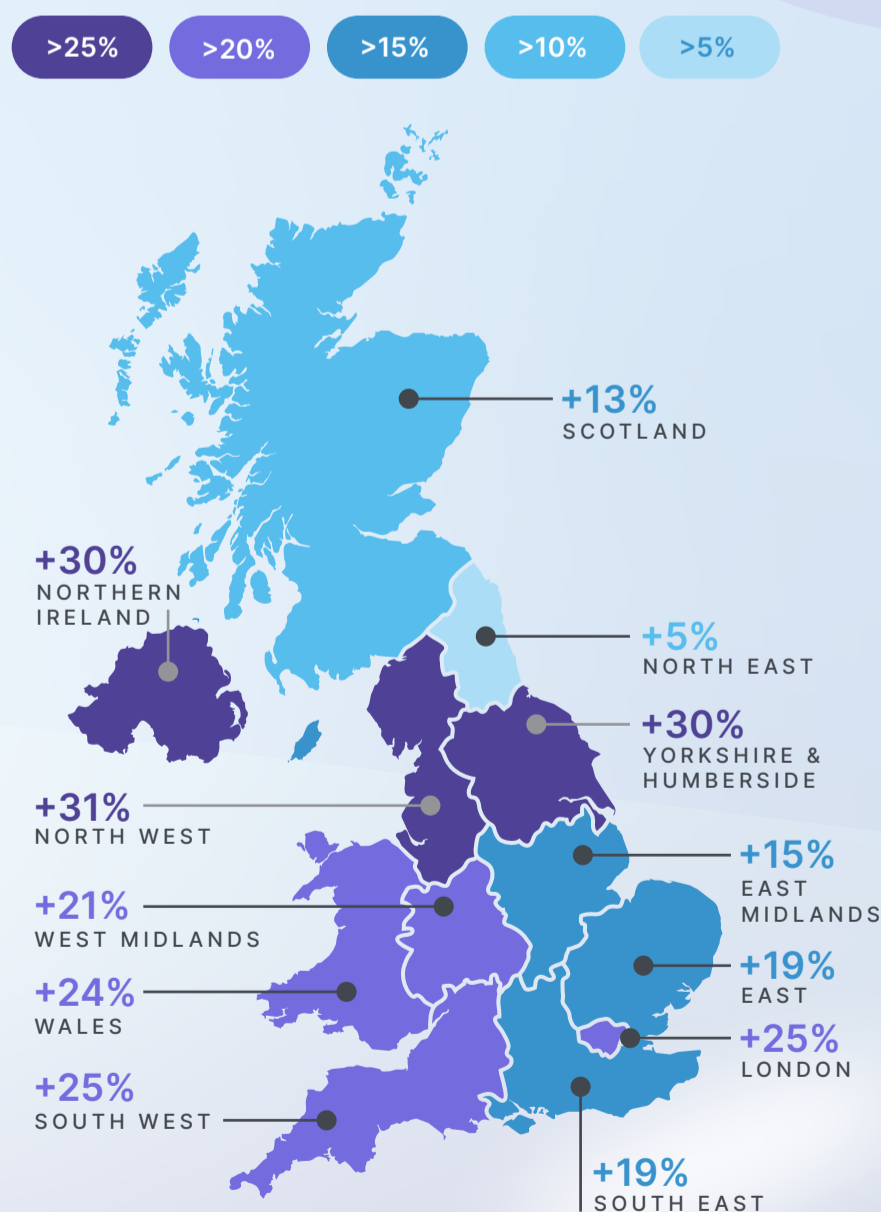 >25%
>20%
>15%
>10%
>5%
+13%
SCOTLAND
+30%
NORTHERN
IRELAND
+5%
NORTH EAST
+30%
YORKSHIRE &
HUMBERSIDE
+31%
NORTH WEST
+15%
EAST
MIDLANDS
+21%
WEST MIDLANDS
+19%
EAST
+24%
WALES
+25%
LONDON
+25%
SOUTH WEST
+19%
SOUTH EAST